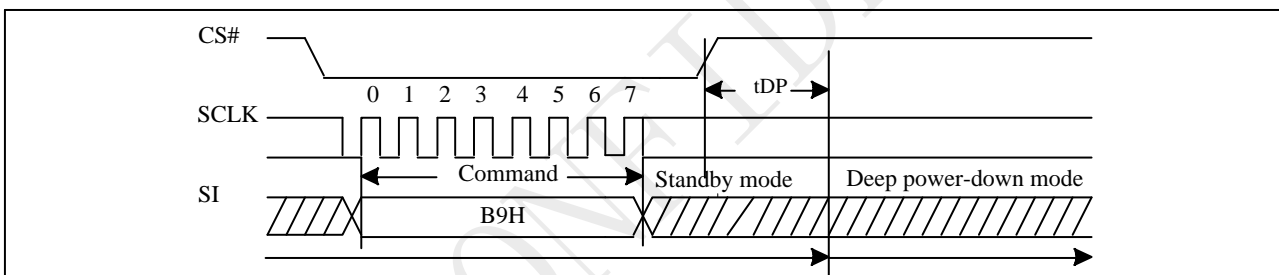 CS#
tDP
0 1 2 3 4 5 6 7
SCLK
Command
Standby mode
Deep power-down mode
SI
B9H